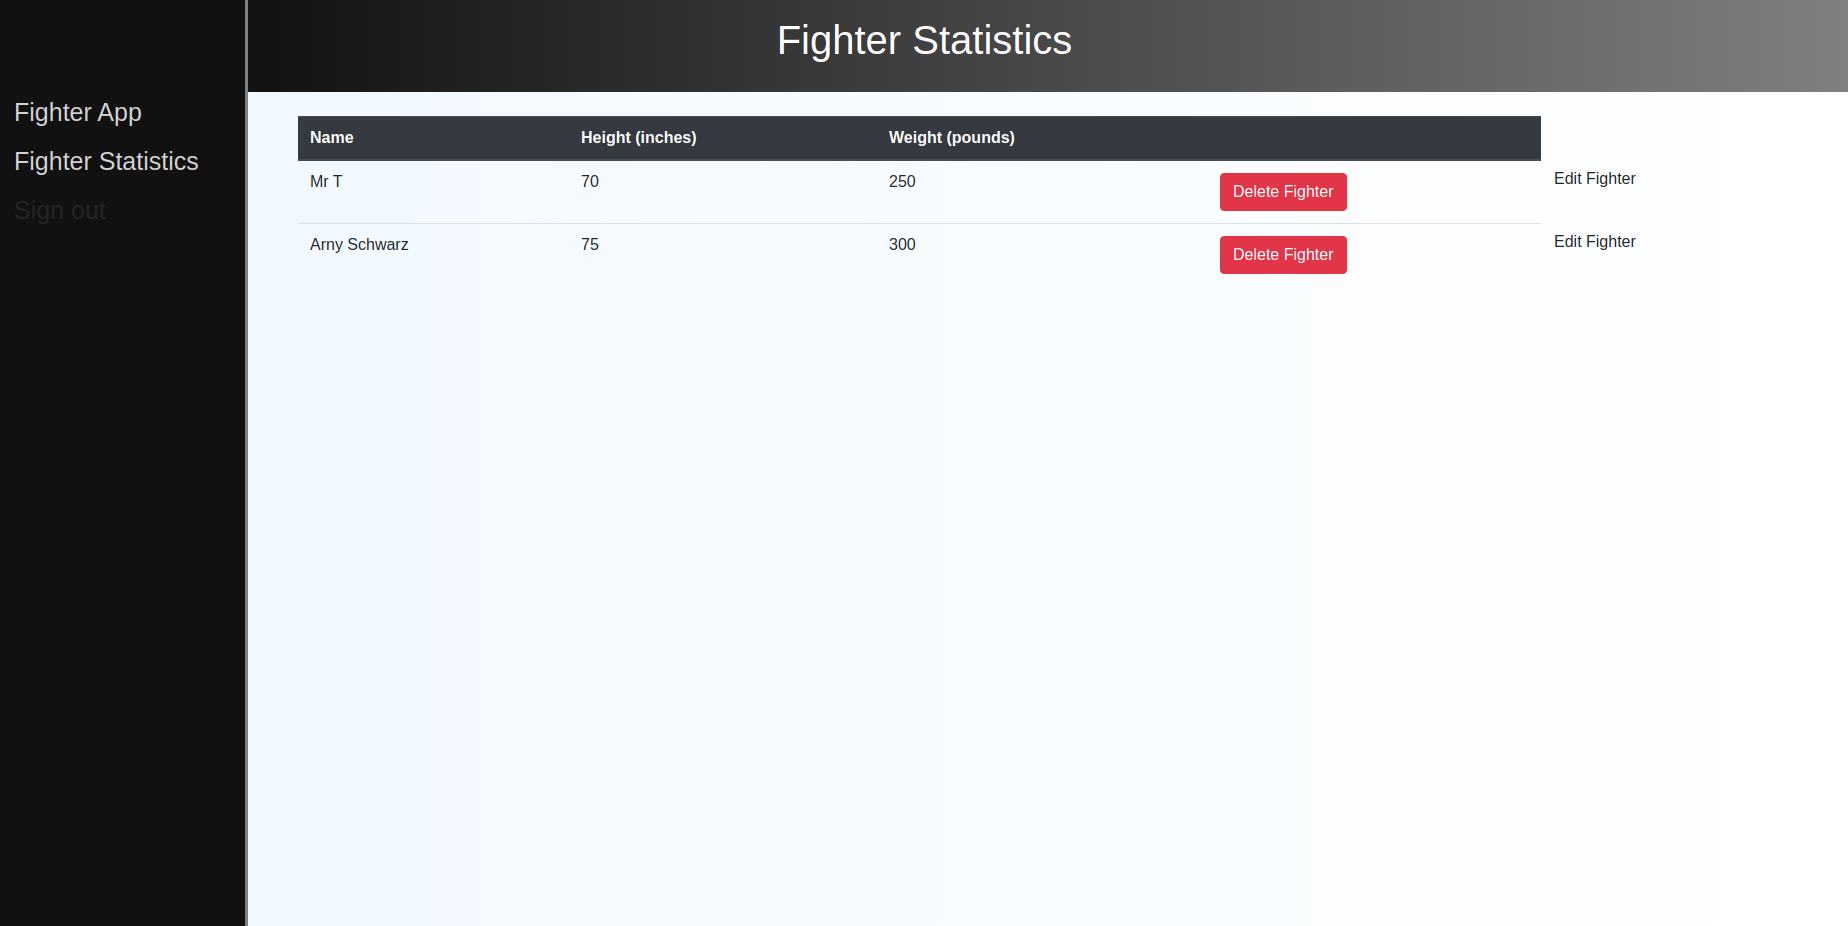 Fighter Statistics
Fighter App
Fighter Statistics
Sign out
Name Height (inches) Weight (pounds)
Mr T 70 250 Delete Fighter Edit Fighter
Arny Schwarz 75 300 Delete Fighter Edit Fighter